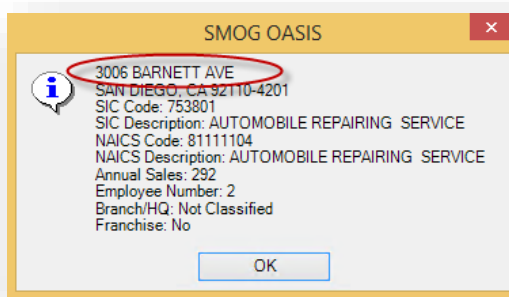 SMOG OASIS
3006 BARNETT AVE
SAN DIEGO, CA 92110-4201
SIC Code: 753801
SIC Description: AUTOMOBILE REPAIRING  SERVICE
NAICS Code: 81111104
NAICS Description: AUTOMOBILE REPAIRING  SERVICE
Annual Sales: 292
Employee Number: 2
Branch/HQ: Not Classified
Franchise: No
OK